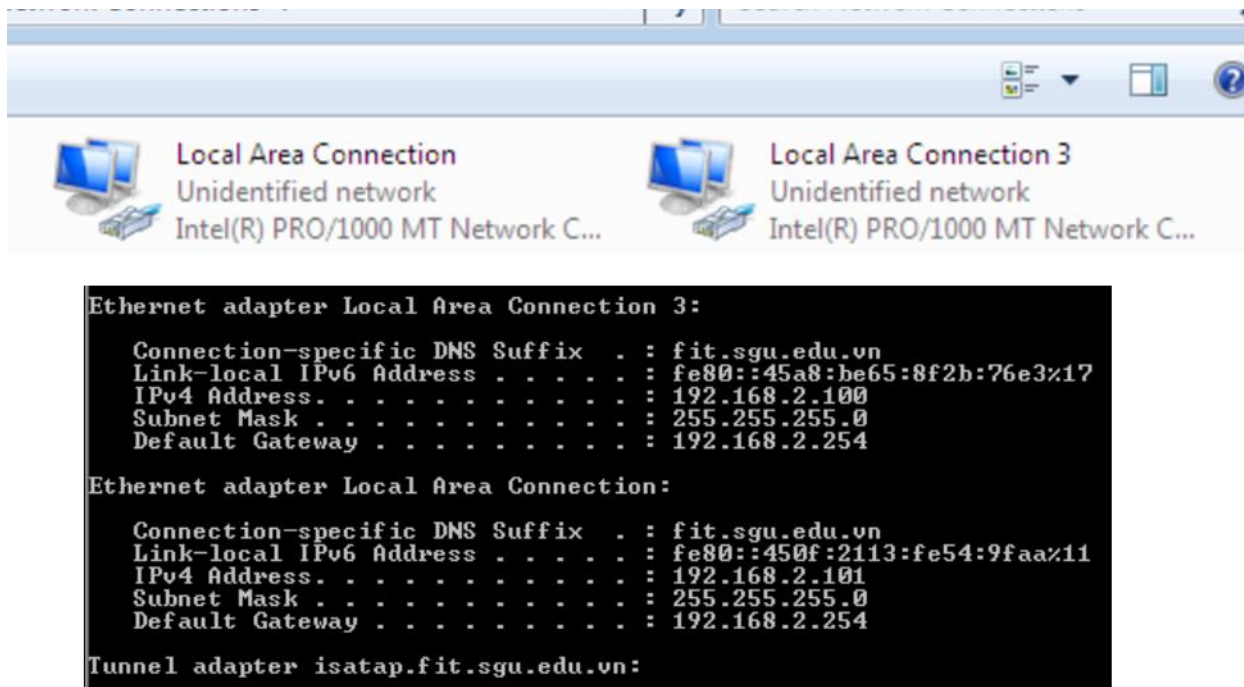 Local Area Connection
Unidentified network
Intel(R) PRO/1000 MT Network C...
Local Area Connection 3
Unidentified network
Intel(R) PRO/1000 MT Network C...
Ethernet adapter Local Area Connection 3:
Connection-specific DNS Suffix . : fit.sgu.edu.vn
Link-local IPv6 Address . . . . . : fe80::45a8:be65:8f2b:76e3%17
IPv4 Address. . . . . . . . . . . : 192.168.2.100
Subnet Mask . . . . . . . . . . . : 255.255.255.0
Default Gateway . . . . . . . . . : 192.168.2.254
Ethernet adapter Local Area Connection:
Connection-specific DNS Suffix . : fit.sgu.edu.vn
Link-local IPv6 Address . . . . . : fe80::450f:2113:fe54:9faa%11
IPv4 Address. . . . . . . . . . . : 192.168.2.101
Subnet Mask . . . . . . . . . . . : 255.255.255.0
Default Gateway . . . . . . . . . : 192.168.2.254
Tunnel adapter isatap.fit.sgu.edu.vn: